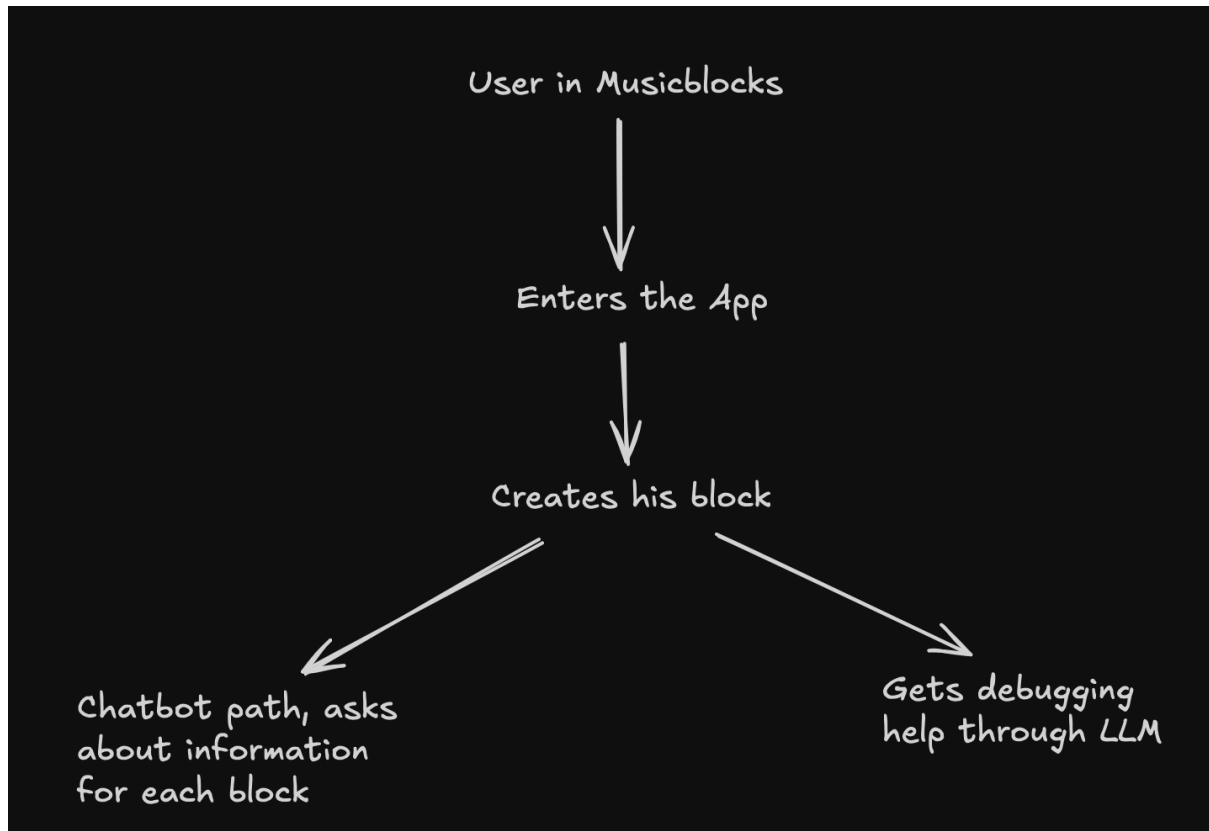 User in Musicblocks
Enters the App
Creates his block
Chatbot path, asks
about information
for each block
Gets debugging
help through LLM